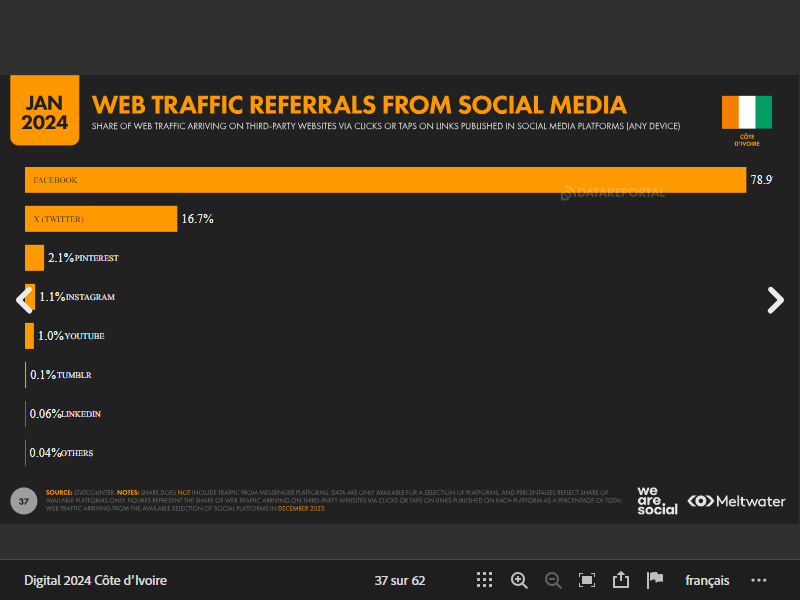 JAN
2024
WEB TRAFFIC REFERRALS FROM SOCIAL MEDIA
SHARE OF WEB TRAFFIC ARRIVING ON THIRD-PARTY WEBSITES VIA CLICKS OR TAPS ON LINKS PUBLISHED IN SOCIAL MEDIA PLATFORMS (ANY DEVICE)
CÔTE
D'IVOIRE
FACEBOOK 78.9
DATAREPORTAL
X (TWITTER) 16.7%
2.1% PINTEREST
1.1% INSTAGRAM
1.0% YOUTUBE
0.1% TUMBLR
0.06% LINKEDIN
0.04% OTHERS
37
SOURCE: STATCOUNTER. NOTES: SHARE DOES NOT INCLUDE TRAFFIC FROM MESSENGER PLATFORMS. DATA ARE ONLY AVAILABLE FOR A SELECTION OF PLATFORMS, AND PERCENTAGES REFLECT SHARE OF
AVAILABLE PLATFORMS ONLY. FIGURES REPRESENT THE SHARE OF WEB TRAFFIC ARRIVING ON THIRD-PARTY WEBSITES VIA CLICKS OR TAPS ON LINKS PUBLISHED ON EACH PLATFORM AS A PERCENTAGE OF TOTAL
WEB TRAFFIC ARRIVING FROM THE AVAILABLE SELECTION OF SOCIAL PLATFORMS IN DECEMBER 2023.
we
are.
social
Meltwater
Digital 2024 Côte d'Ivoire
37 sur 62
français